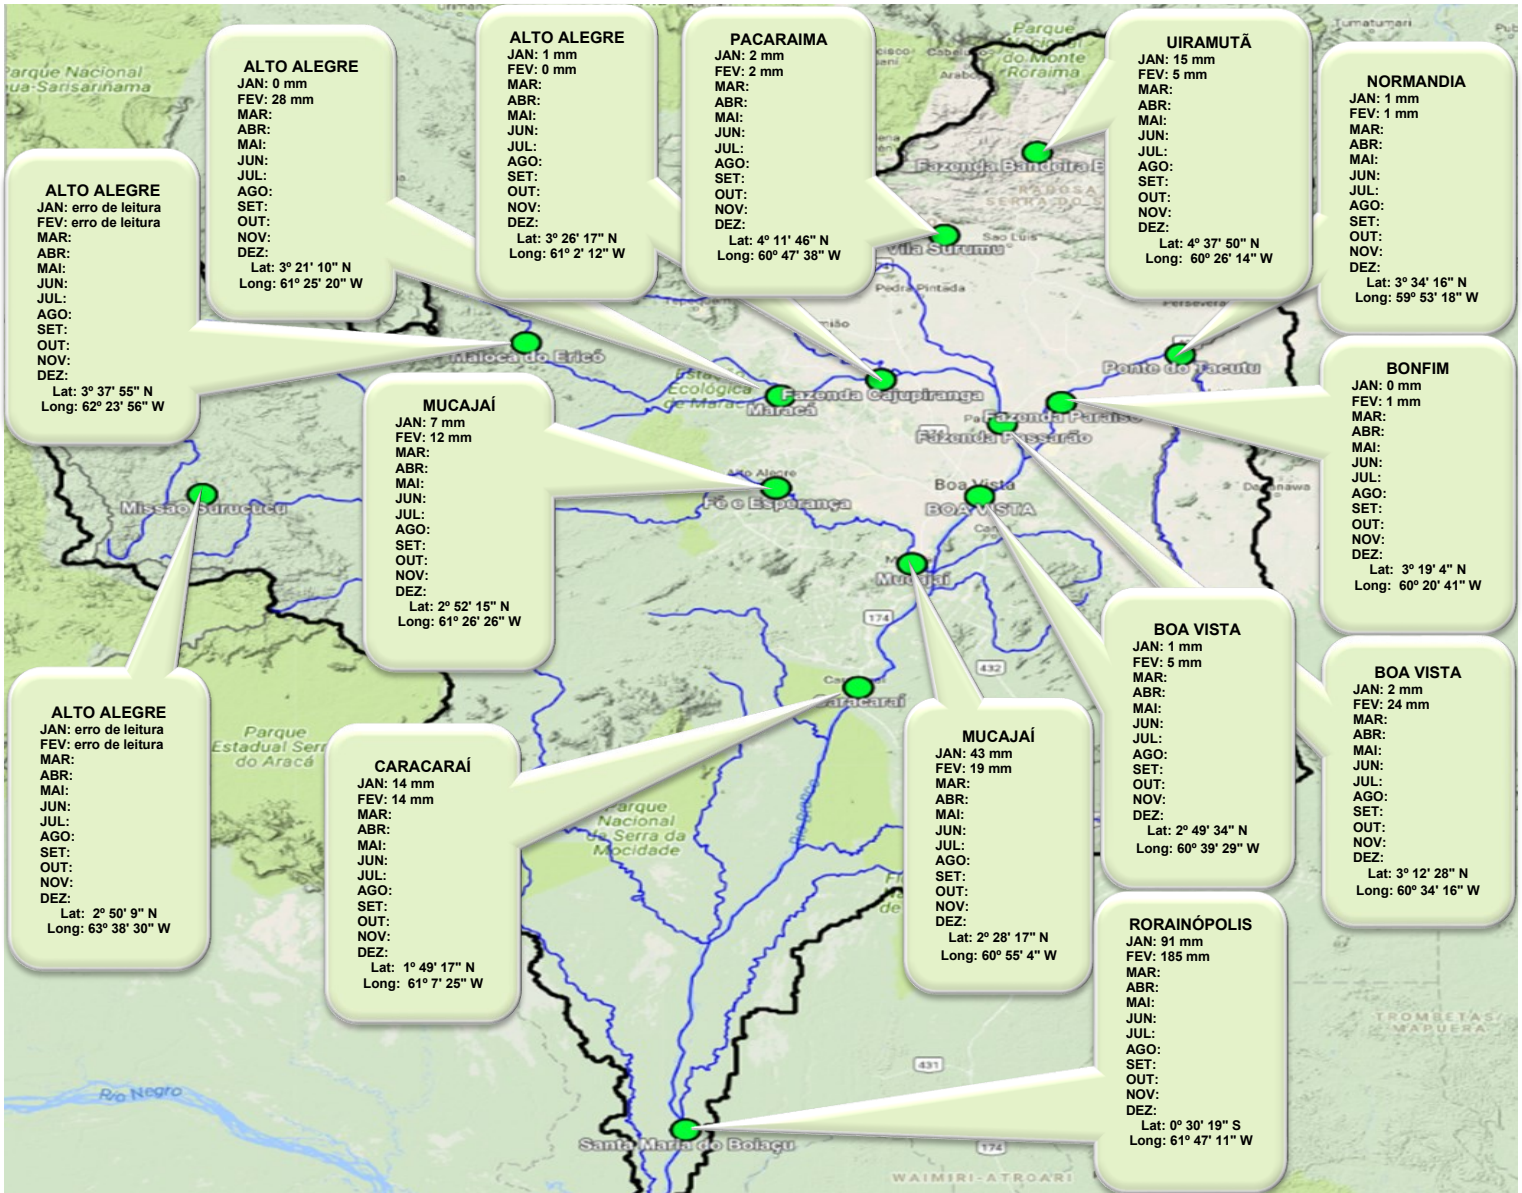 ALTO ALEGRE
JAN: erro de leitura
FEV: erro de leitura
MAR:
ABR:
MAI:
JUN:
JUL:
AGO:
SET:
OUT:
NOV:
DEZ:
Lat: 3º 37' 55" N
Long: 62º 23' 56" W
ALTO ALEGRE
JAN: 0 mm
FEV: 28 mm
MAR:
ABR:
MAI:
JUN:
JUL:
AGO:
SET:
OUT:
NOV:
DEZ:
Lat: 3º 21' 10" N
Long: 61º 25' 20" W
ALTO ALEGRE
JAN: 1 mm
FEV: 0 mm
MAR:
ABR:
MAI:
JUN:
JUL:
AGO:
SET:
OUT:
NOV:
DEZ:
Lat: 3º 26' 17" N
Long: 61º 2' 12" W
PACARAIMA
JAN: 2 mm
FEV: 2 mm
MAR:
ABR:
MAI:
JUN:
JUL:
AGO:
SET:
OUT:
NOV:
DEZ:
Lat: 4º 11' 46" N
Long: 60º 47' 38" W
UIRAMUTÃ
JAN: 15 mm
FEV: 5 mm
MAR:
ABR:
MAI:
JUN:
JUL:
AGO:
SET:
OUT:
NOV:
DEZ:
Lat: 4º 37' 50" N
Long: 60º 26' 14" W
NORMANDIA
JAN: 1 mm
FEV: 1 mm
MAR:
ABR:
MAI:
JUN:
JUL:
AGO:
SET:
OUT:
NOV:
DEZ:
Lat: 3º 34' 16" N
Long: 59º 53' 18" W
MUCAJAÍ
JAN: 7 mm
FEV: 12 mm
MAR:
ABR:
MAI:
JUN:
JUL:
AGO:
SET:
OUT:
NOV:
DEZ:
Lat: 2º 52' 15" N
Long: 61º 26' 26" W
BONFIM
JAN: 0 mm
FEV: 1 mm
MAR:
ABR:
MAI:
JUN:
JUL:
AGO:
SET:
OUT:
NOV:
DEZ:
Lat: 3º 19' 4" N
Long: 60º 20' 41" W
ALTO ALEGRE
JAN: erro de leitura
FEV: erro de leitura
MAR:
ABR:
MAI:
JUN:
JUL:
AGO:
SET:
OUT:
NOV:
DEZ:
Lat: 2º 50' 9" N
Long: 63º 38' 30" W
CARACARAÍ
JAN: 14 mm
FEV: 14 mm
MAR:
ABR:
MAI:
JUN:
JUL:
AGO:
SET:
OUT:
NOV:
DEZ:
Lat: 1º 49' 17" N
Long: 61º 7' 25" W
MUCAJAÍ
JAN: 43 mm
FEV: 19 mm
MAR:
ABR:
MAI:
JUN:
JUL:
AGO:
SET:
OUT:
NOV:
DEZ:
Lat: 2º 28' 17" N
Long: 60º 55' 4" W
BOA VISTA
JAN: 1 mm
FEV: 5 mm
MAR:
ABR:
MAI:
JUN:
JUL:
AGO:
SET:
OUT:
NOV:
DEZ:
Lat: 2º 49' 34" N
Long: 60º 39' 29" W
BOA VISTA
JAN: 2 mm
FEV: 24 mm
MAR:
ABR:
MAI:
JUN:
JUL:
AGO:
SET:
OUT:
NOV:
DEZ:
Lat: 3º 12' 28" N
Long: 60º 34' 16" W
RORAINÓPOLIS
JAN: 91 mm
FEV: 185 mm
MAR:
ABR:
MAI:
JUN:
JUL:
AGO:
SET:
OUT:
NOV:
DEZ:
Lat: 0º 30' 19" S
Long: 61º 47' 11" W
Parque Nacional
Parque
do Monte
Roraima
Tumatumari
Fazenda Bandeira B
Vila Surumu
Sao Luis
Pedra Pintada
Maloca do Ericó
Ponte do Tacutu
Ecológica
de Marac
Maracá
Fazenda Cajupiranga
Fazenda Paraíso
Fazenda Passarão
Missão Surucucu
Alto Alegre
Fé e Esperança
Boa Vista
BOA VISTA
Mucajaí
174
432
Caracaraí
Parque
Estadual Serr
do Aracá
Parque
Nacional
da Serra da
Mocidade
Rio Branco
Rio Negro
431
174
Santa Maria do Boiaçu
TROMBETAS/
MAPUERA
WAIMIRI-ATROARI